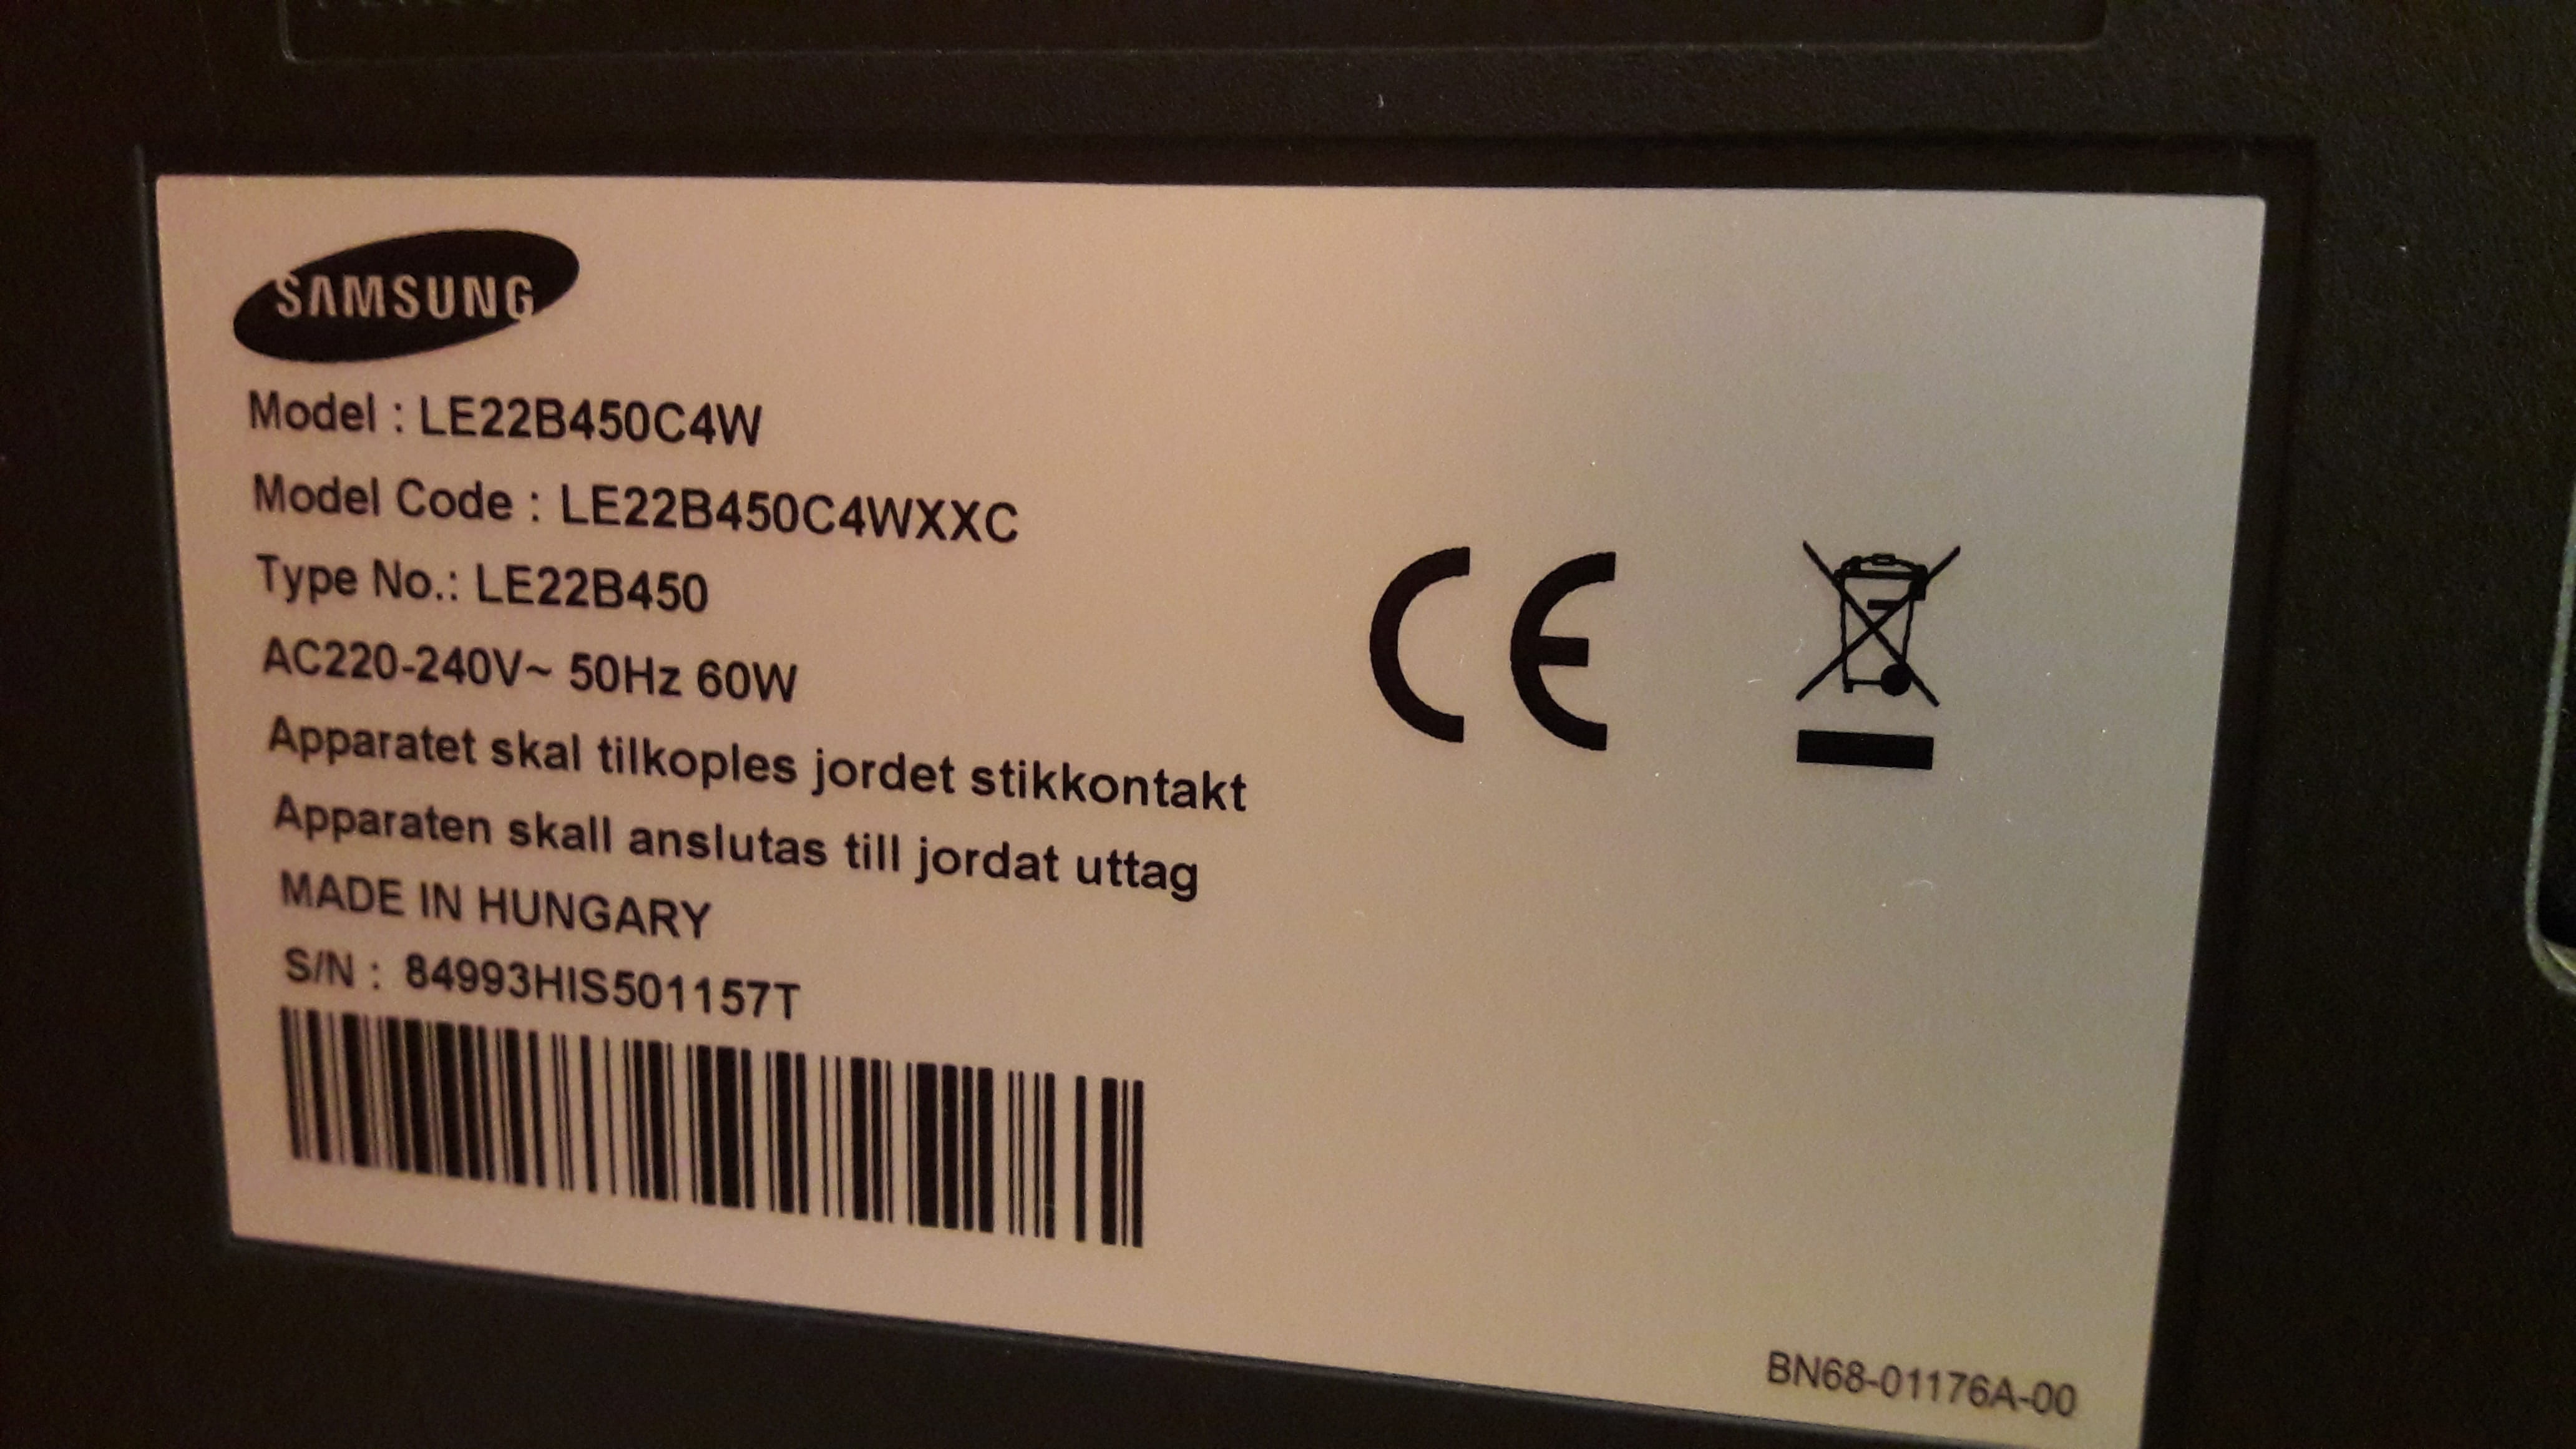 SAMSUNG
Model : LE22B450C4W
Model Code : LE22B450C4WXXC
Type No.: LE22B450
AC220-240V~ 50Hz 60W
Apparatet skal tilkoples jordet stikkontakt
Apparaten skall anslutas till jordat uttag
MADE IN HUNGARY
S/N : 84993HIS501157T
CE
BN68-01176A-00